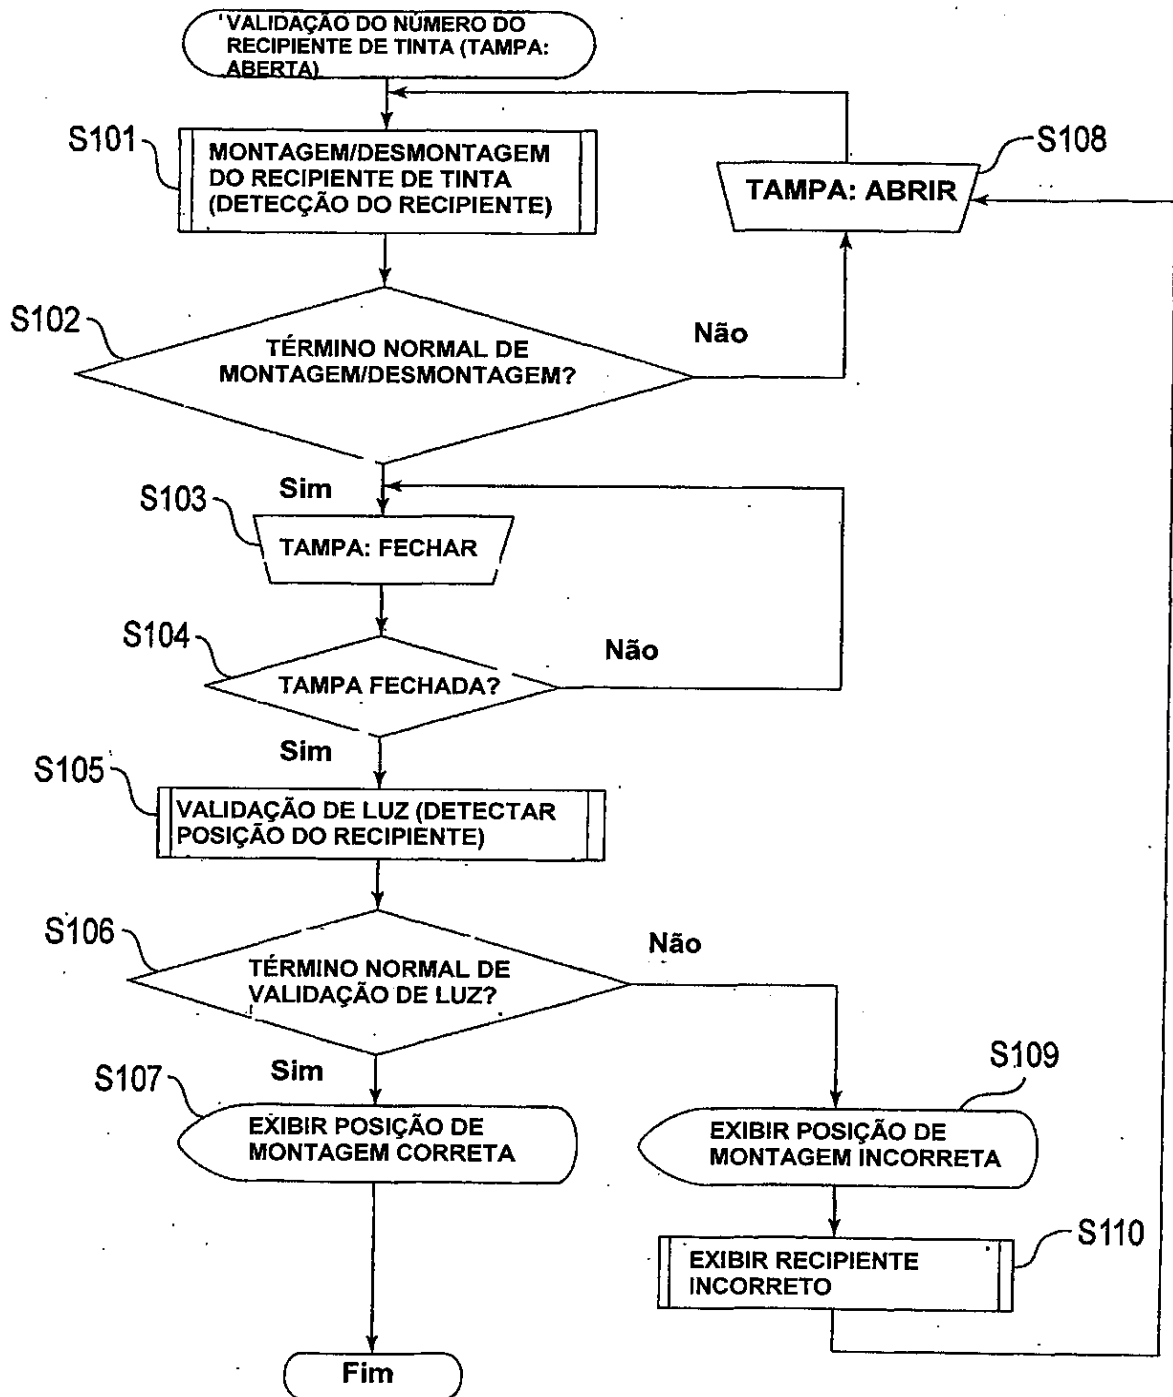 VALIDAÇÃO DO NÚMERO DO
RECIPIENTE DE TINTA (TAMPA:
ABERTA)
S101
MONTAGEM/DESMONTAGEM
DO RECIPIENTE DE TINTA
(DETECÇÃO DO RECIPIENTE)
S108
TAMPA: ABRIR
S102
TÉRMINO NORMAL DE
MONTAGEM/DESMONTAGEM?
Não
Sim
S103
TAMPA: FECHAR
S104
TAMPA FECHADA?
Não
Sim
S105
VALIDAÇÃO DE LUZ (DETECTAR
POSIÇÃO DO RECIPIENTE)
S106
TÉRMINO NORMAL DE
VALIDAÇÃO DE LUZ?
Não
Sim
S107
EXIBIR POSIÇÃO DE
MONTAGEM CORRETA
S109
EXIBIR POSIÇÃO DE
MONTAGEM INCORRETA
S110
EXIBIR RECIPIENTE
INCORRETO
Fim